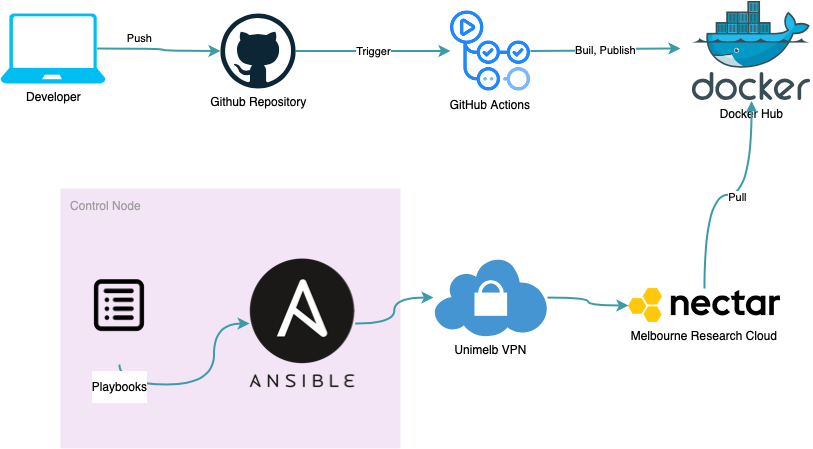 Push
Developer
Github Repository
Trigger
GitHub Actions
Buil, Publish
docker
Docker Hub
Pull
Control Node
Playbooks
ANSIBLE
Unimelb VPN
nectar
Melbourne Research Cloud